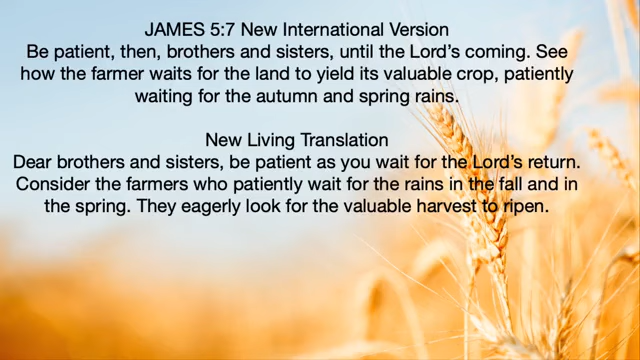 JAMES 5:7 New International Version
Be patient, then, brothers and sisters, until the Lord’s coming. See
how the farmer waits for the land to yield its valuable crop, patiently
waiting for the autumn and spring rains.
New Living Translation
Dear brothers and sisters, be patient as you wait for the Lord’s return.
Consider the farmers who patiently wait for the rains in the fall and in
the spring. They eagerly look for the valuable harvest to ripen.